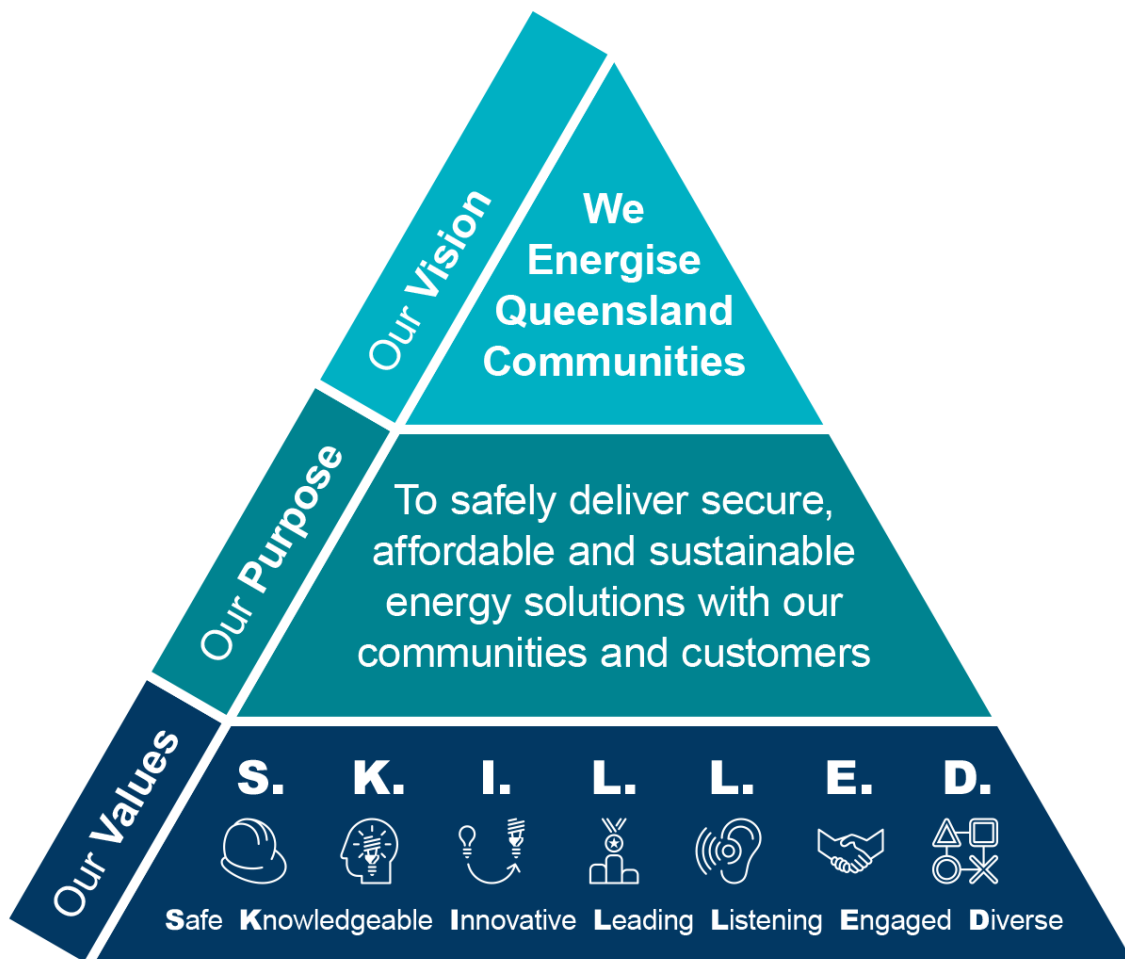 Our Vision
We
Energise
Queensland
Communities
Our Purpose
To safely deliver secure,
affordable and sustainable
energy solutions with our
communities and customers
Our Values
S. K. I. L. L. E. D.
Safe Knowledgeable Innovative Leading Listening Engaged Diverse